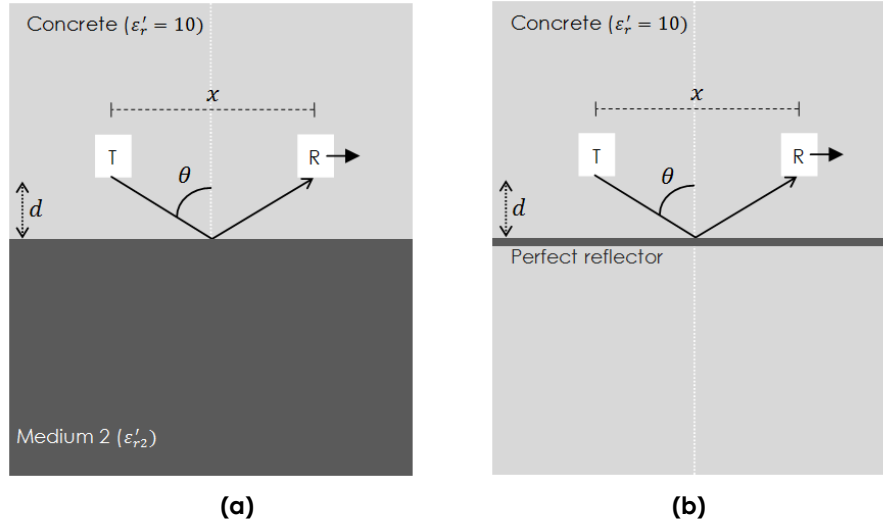 Concrete (ε′ᵣ = 10)
x
T
R
θ
d
Medium 2 (ε′ᵣ₂)
(a)
Concrete (ε′ᵣ = 10)
x
T
R
θ
d
Perfect reflector
(b)